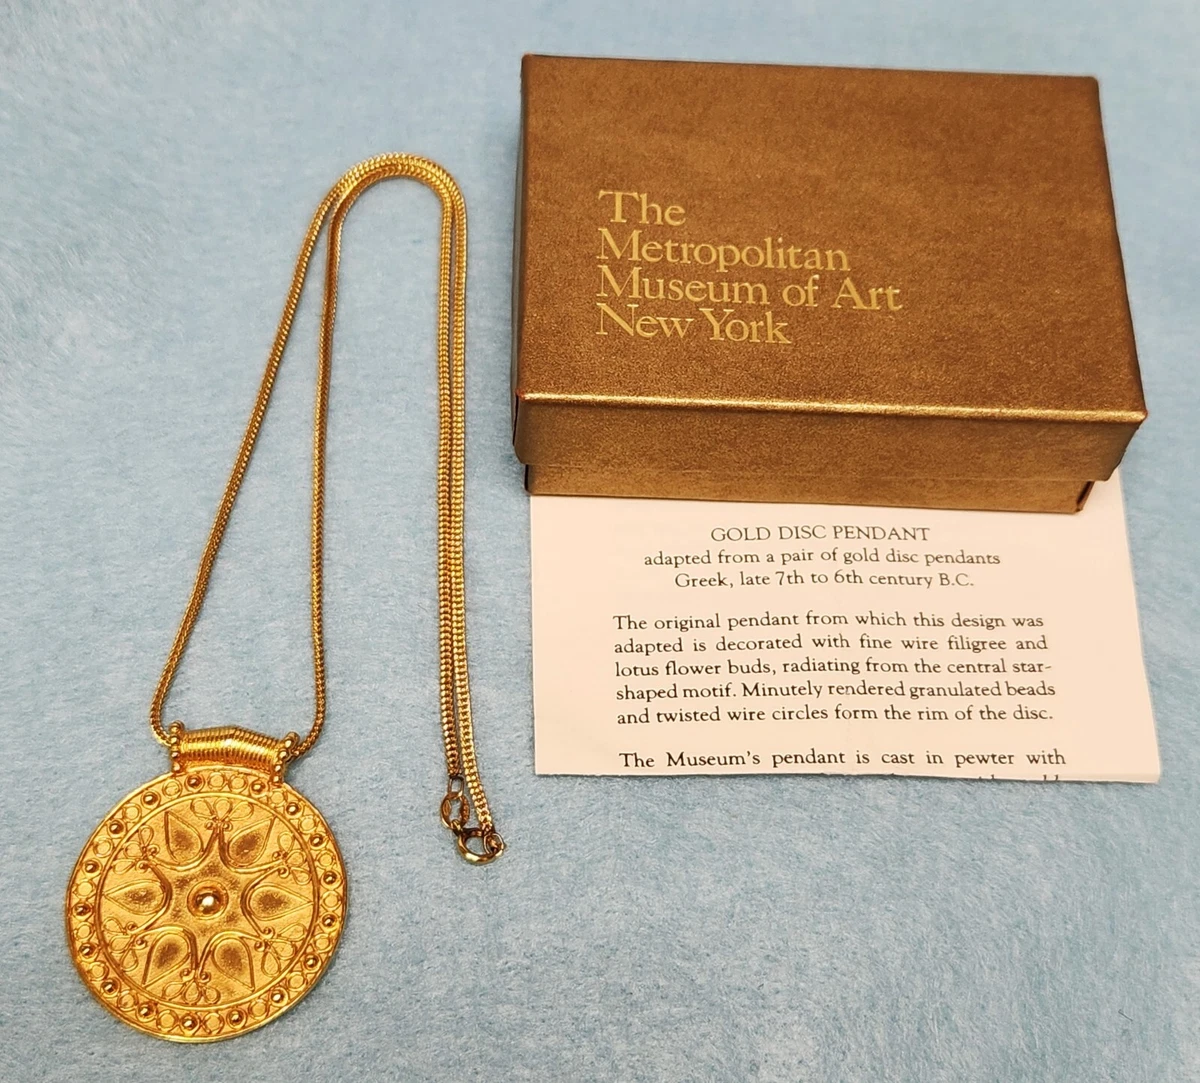 The
Metropolitan
Museum of Art
New York
GOLD DISC PENDANT
adapted from a pair of gold disc pendants
Greek, late 7th to 6th century B.C.
The original pendant from which this design was
adapted is decorated with fine wire filigree and
lotus flower buds, radiating from the central star-
shaped motif. Minutely rendered granulated beads
and twisted wire circles form the rim of the disc.
The Museum's pendant is cast in pewter with